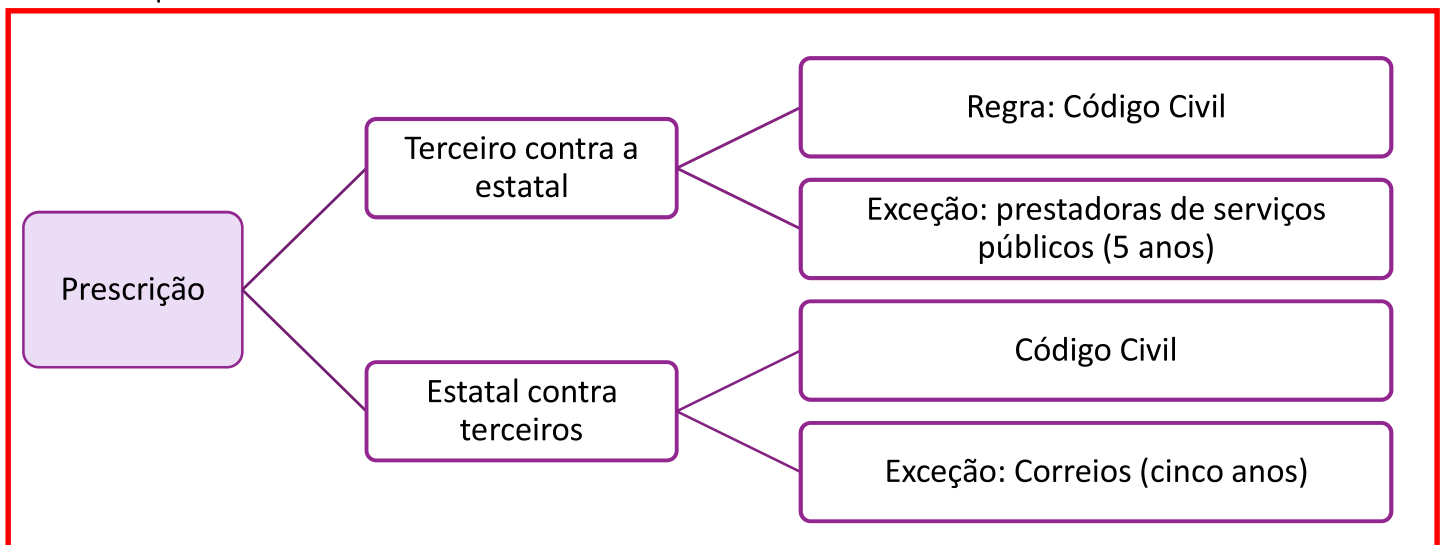 Prescrição
Terceiro contra a
estatal
Regra: Código Civil
Exceção: prestadoras de serviços
públicos (5 anos)
Estatal contra
terceiros
Código Civil
Exceção: Correios (cinco anos)